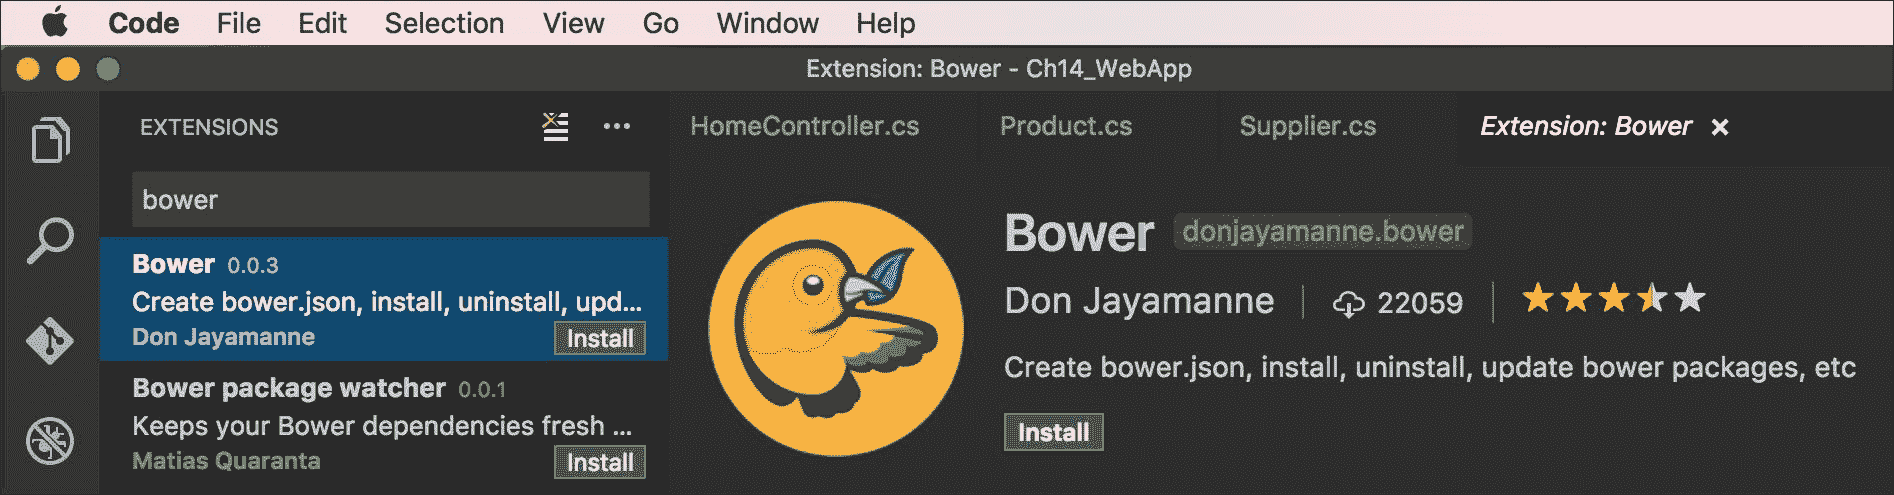 Code File Edit Selection View Go Window Help
Extension: Bower - Ch14_WebApp
EXTENSIONS
bower
Bower 0.0.3
Create bower.json, install, uninstall, upd...
Don Jayamanne Install
Bower package watcher 0.0.1
Keeps your Bower dependencies fresh ...
Matias Quaranta Install
HomeController.cs Product.cs Supplier.cs Extension: Bower
Bower donjayamanne.bower
Don Jayamanne 22059
Create bower.json, install, uninstall, update bower packages, etc
Install